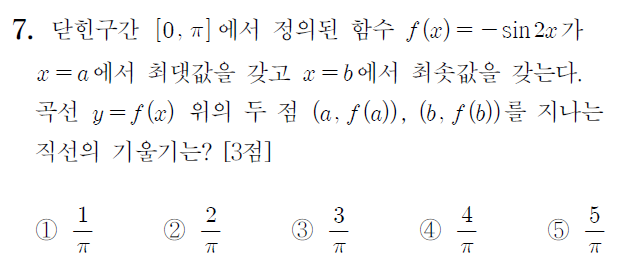 7. 닫힌구간 [0, π]에서 정의된 함수 f(x)=−sin2x가
x=a에서 최댓값을 갖고 x=b에서 최솟값을 갖는다.
곡선 y=f(x) 위의 두 점 (a, f(a)), (b, f(b))를 지나는
직선의 기울기는? [3점]
① 1/π ② 2/π ③ 3/π ④ 4/π ⑤ 5/π